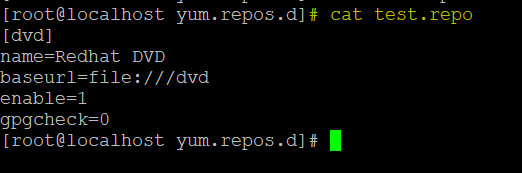 [root@localhost yum.repos.d]# cat test.repo
[dvd]
name=Redhat DVD
baseurl=file:///dvd
enable=1
gpgcheck=0
[root@localhost yum.repos.d]#